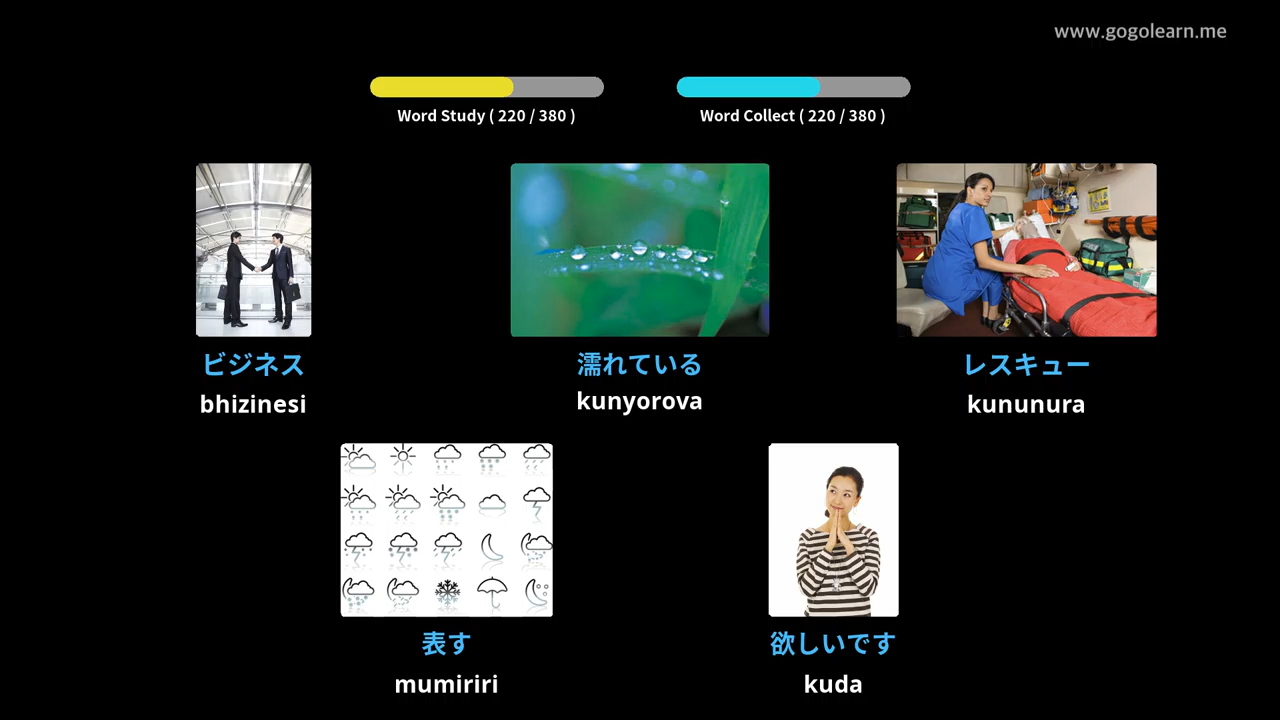 www.gogolearn.me
Word Study ( 220 / 380 )
Word Collect ( 220 / 380 )
ビジネス
bhizinesi
濡れている
kunyorova
レスキュー
kununura
表す
mumiriri
欲しいです
kuda